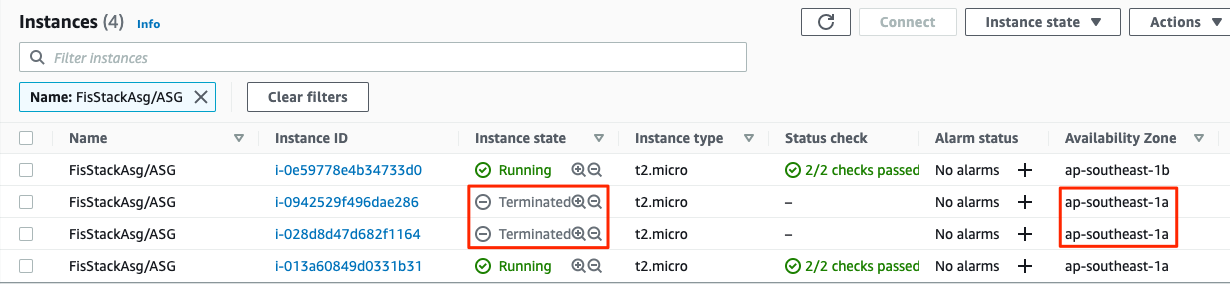 Instances (4) Info Connect Instance state Actions
Filter instances
Name: FisStackAsg/ASG Clear filters
Name Instance ID Instance state Instance type Status check Alarm status Availability Zone
FisStackAsg/ASG i-0e59778e4b34733d0 Running t2.micro 2/2 checks passed No alarms + ap-southeast-1b
FisStackAsg/ASG i-0942529f496dae286 Terminated t2.micro – No alarms + ap-southeast-1a
FisStackAsg/ASG i-028d8d47d682f1164 Terminated t2.micro – No alarms + ap-southeast-1a
FisStackAsg/ASG i-013a60849d0331b31 Running t2.micro 2/2 checks passed No alarms + ap-southeast-1a